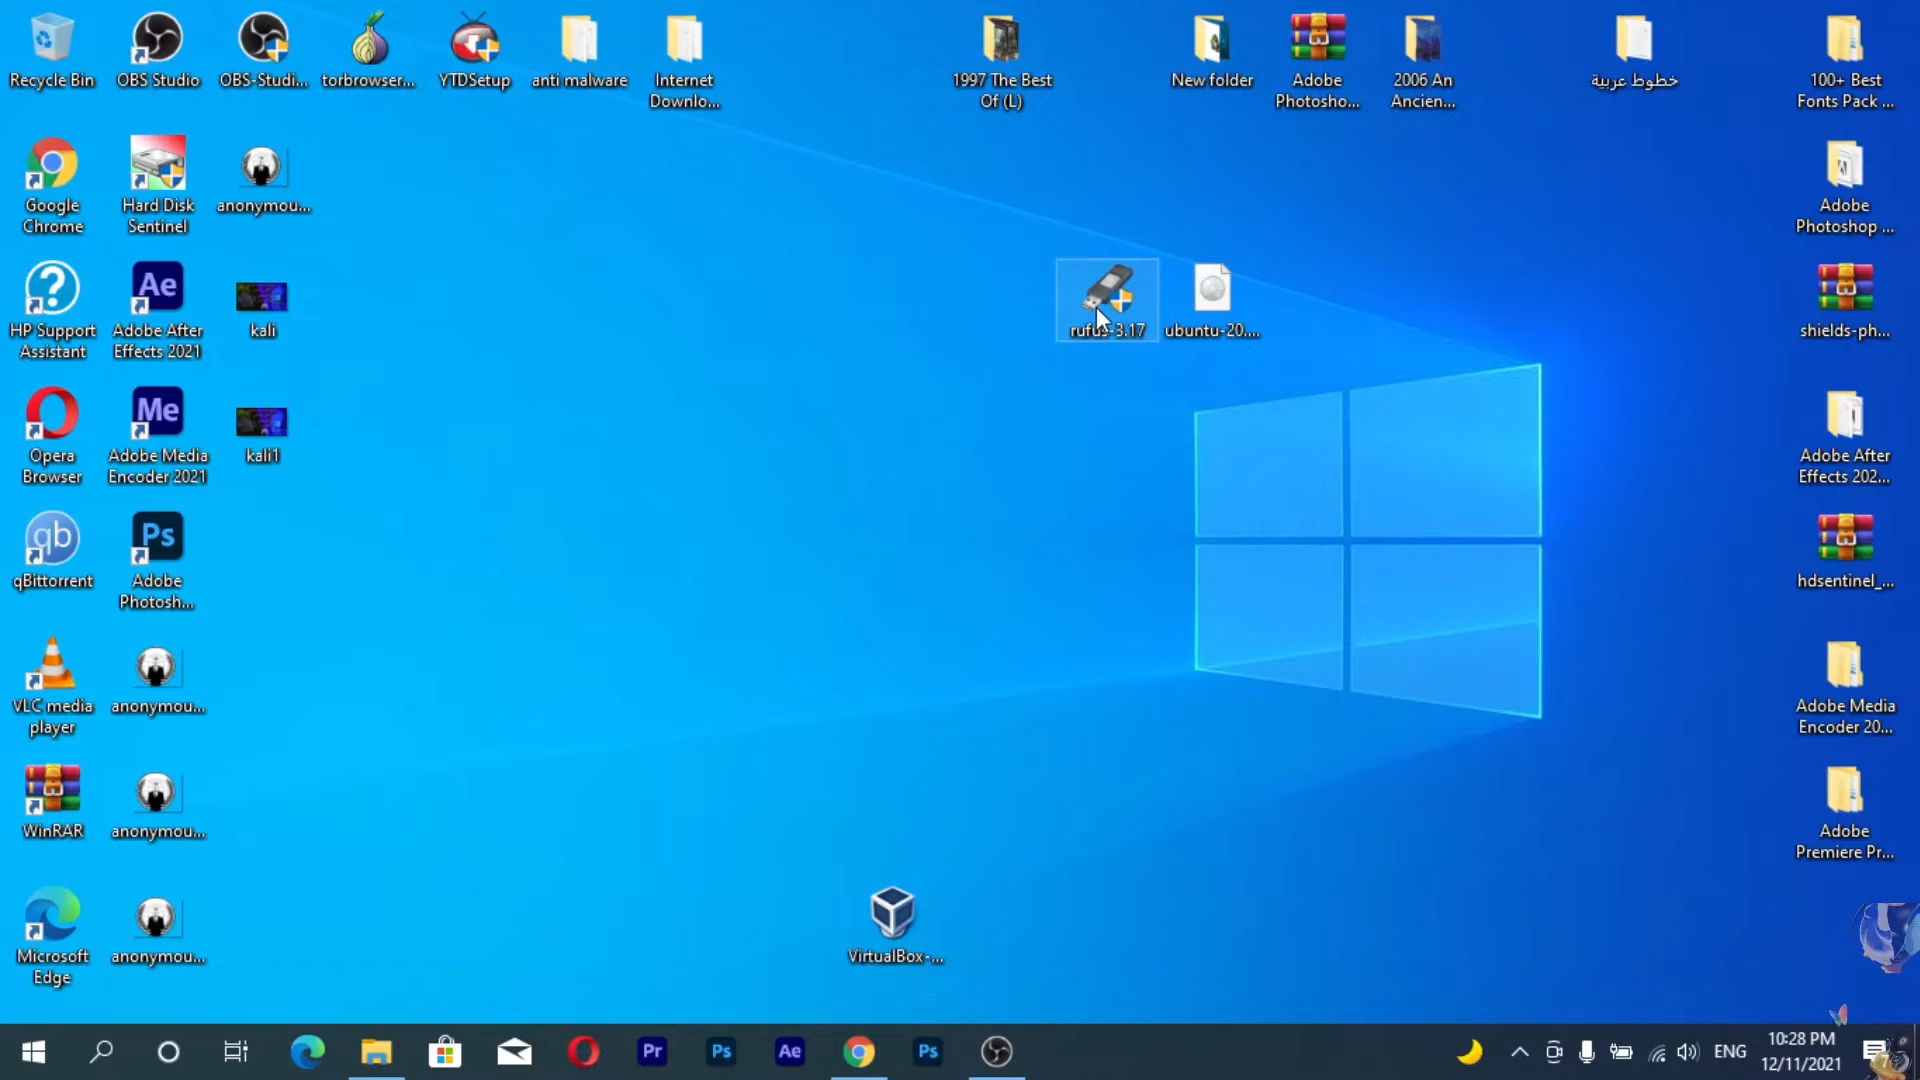 Recycle Bin
OBS Studio
OBS-Studi...
torbrowser...
YTDSetup
anti malware
Internet
Downlo...
1997 The Best
Of (L)
New folder
Adobe
Photosho...
2006 An
Ancien...
خطوط عربية
100+ Best
Fonts Pack ...
Google
Chrome
Hard Disk
Sentinel
anonymou...
Adobe
Photoshop ...
HP Support
Assistant
Ae
Adobe After
Effects 2021
kali
rufus-3.17
ubuntu-20....
shields-ph...
Opera
Browser
Me
Adobe Media
Encoder 2021
kali1
Adobe After
Effects 202...
qb
qBittorrent
Ps
Adobe
Photosh...
hdsentinel_...
VLC media
player
anonymou...
Adobe Media
Encoder 20...
WinRAR
anonymou...
Adobe
Premiere Pr...
Microsoft
Edge
anonymou...
VirtualBox-...
Pr
Ps
Ae
Ps
ENG
10:28 PM
12/11/2021